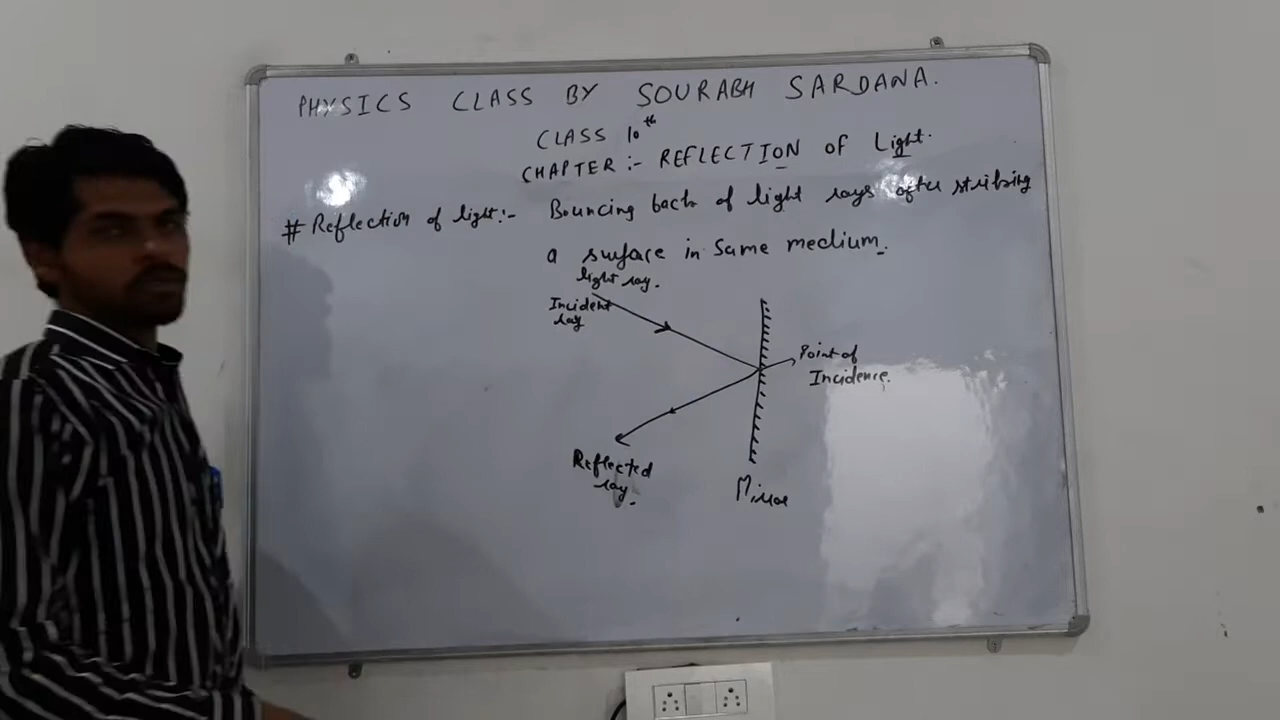 PHYSICS CLASS BY SOURABH SARDANA.
CLASS 10th
CHAPTER :- REFLECTION OF Light.
# Reflection of light:- Bouncing back of light rays after striking
a surface in same medium.
light ray.
Incident
ray
Point of
Incidence.
Reflected
ray.
Mirror